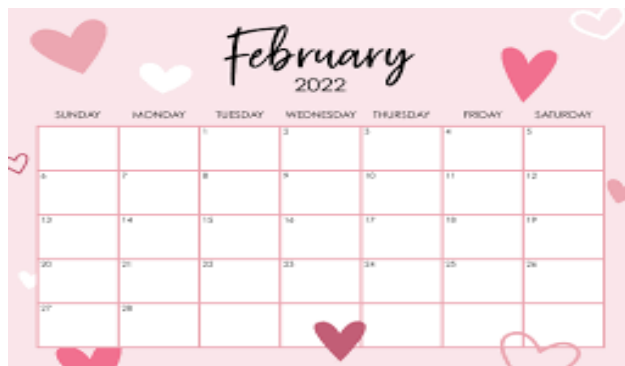 February
2022
SUNDAY MONDAY TUESDAY WEDNESDAY THURSDAY FRIDAY SATURDAY
1 2 3 4 5
6 7 8 9 10 11 12
13 14 15 16 17 18 19
20 21 22 23 24 25 26
27 28